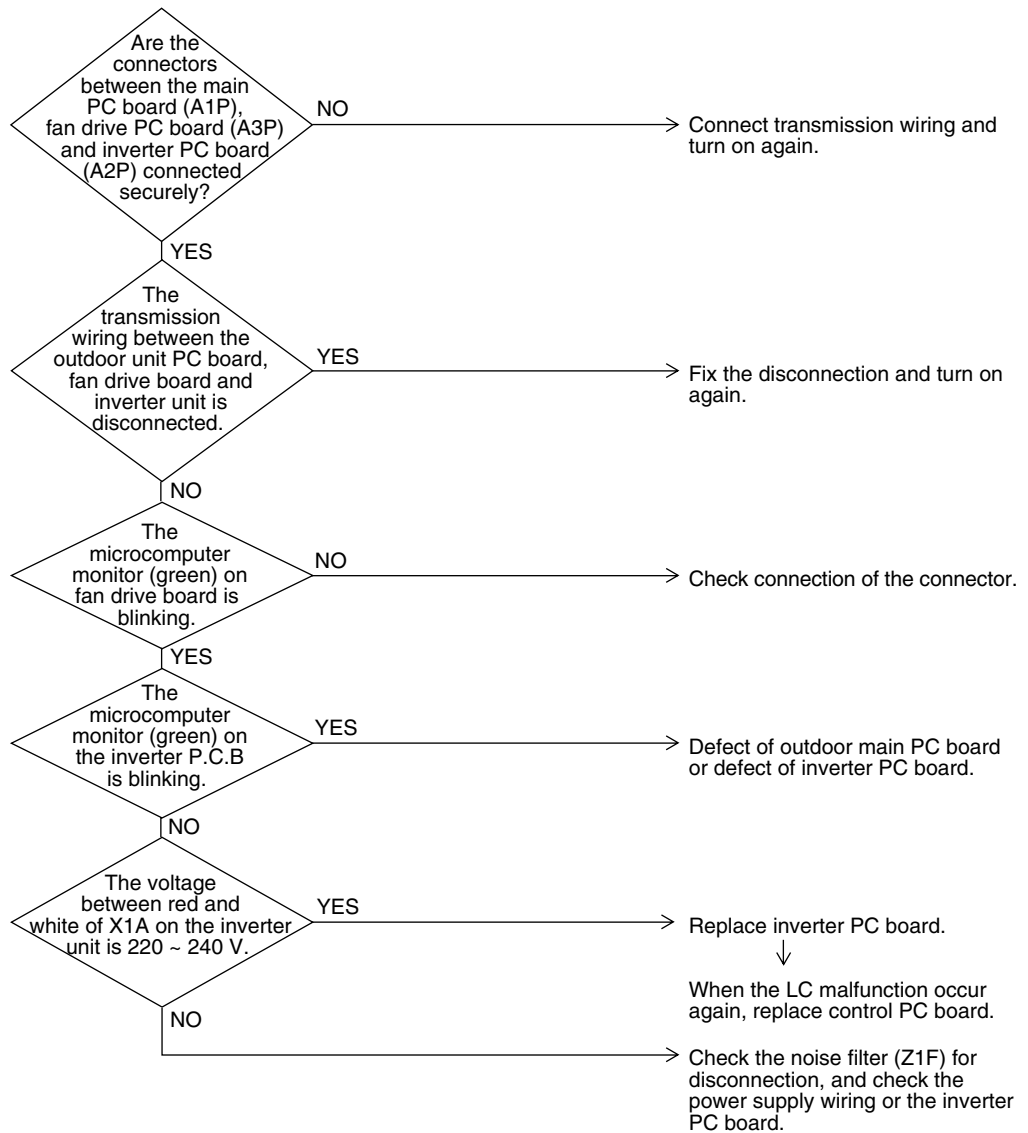 Are the
connectors
between the main
PC board (A1P),
fan drive PC board (A3P)
and inverter PC board
(A2P) connected
securely?
NO
Connect transmission wiring and
turn on again.
YES
The
transmission
wiring between the
outdoor unit PC board,
fan drive board and
inverter unit is
disconnected.
YES
Fix the disconnection and turn on
again.
NO
The
microcomputer
monitor (green) on
fan drive board is
blinking.
NO
Check connection of the connector.
YES
The
microcomputer
monitor (green) on
the inverter P.C.B
is blinking.
YES
Defect of outdoor main PC board
or defect of inverter PC board.
NO
The voltage
between red and
white of X1A on the inverter
unit is 220 ~ 240 V.
YES
Replace inverter PC board.
When the LC malfunction occur
again, replace control PC board.
NO
Check the noise filter (Z1F) for
disconnection, and check the
power supply wiring or the inverter
PC board.